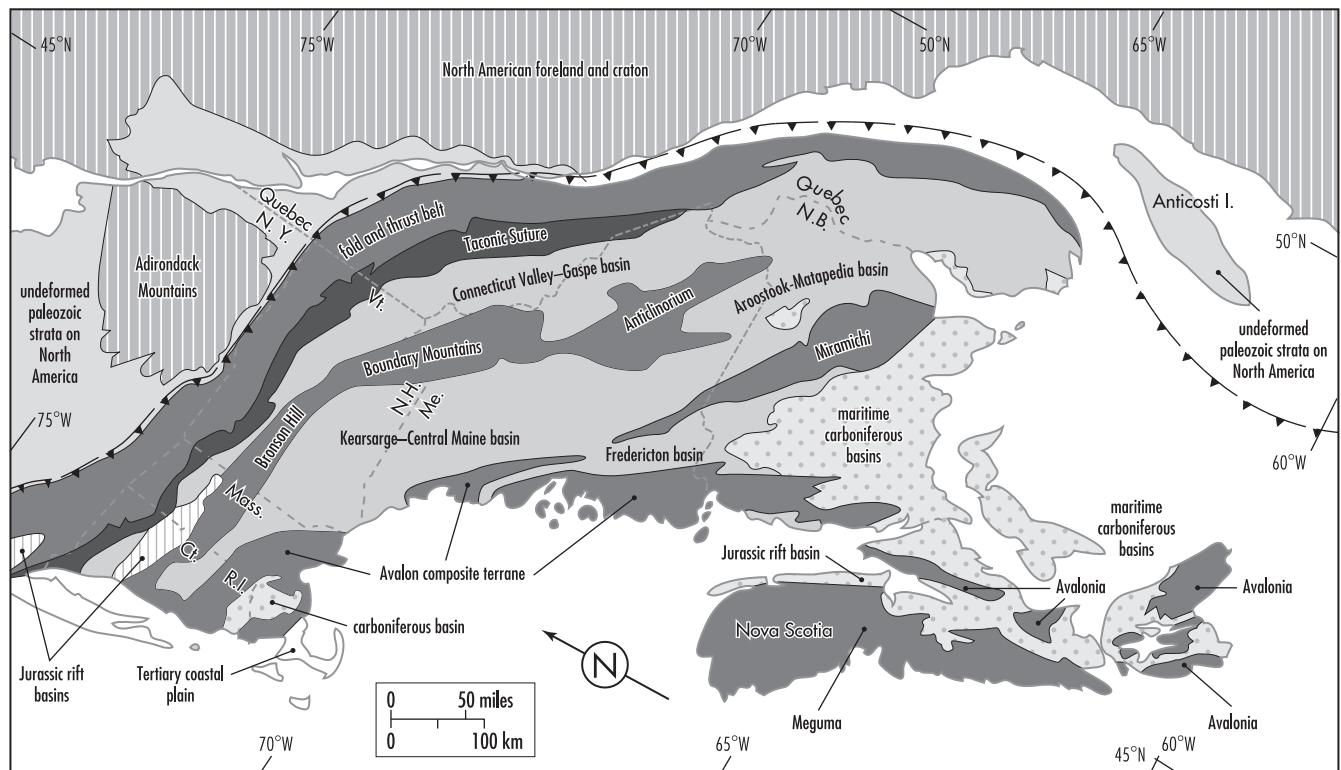 45°N
75°W
70°W
50°N
65°W
North American foreland and craton
Quebec
N. Y.
fold and thrust belt
Taconic Suture
Quebec
N.B.
Anticosti I.
50°N
Adirondack
Mountains
Connecticut Valley–Gaspe basin
Vt.
Anticlinorium
Aroostook-Matapedia basin
undeformed
paleozoic
strata on
North
America
undeformed
paleozoic strata on
North America
Boundary Mountains
Miramichi
N.H.
Me.
75°W
Bronson Hill
Kearsarge–Central Maine basin
maritime
carboniferous
basins
Fredericton basin
60°W
Mass.
maritime
carboniferous
basins
Ct.
R.I.
Avalon composite terrane
Jurassic rift basin
Avalonia
Avalonia
carboniferous basin
Nova Scotia
N
Jurassic rift
basins
Tertiary coastal
plain
0 50 miles
0 100 km
Meguma
Avalonia
70°W
65°W
45°N
60°W